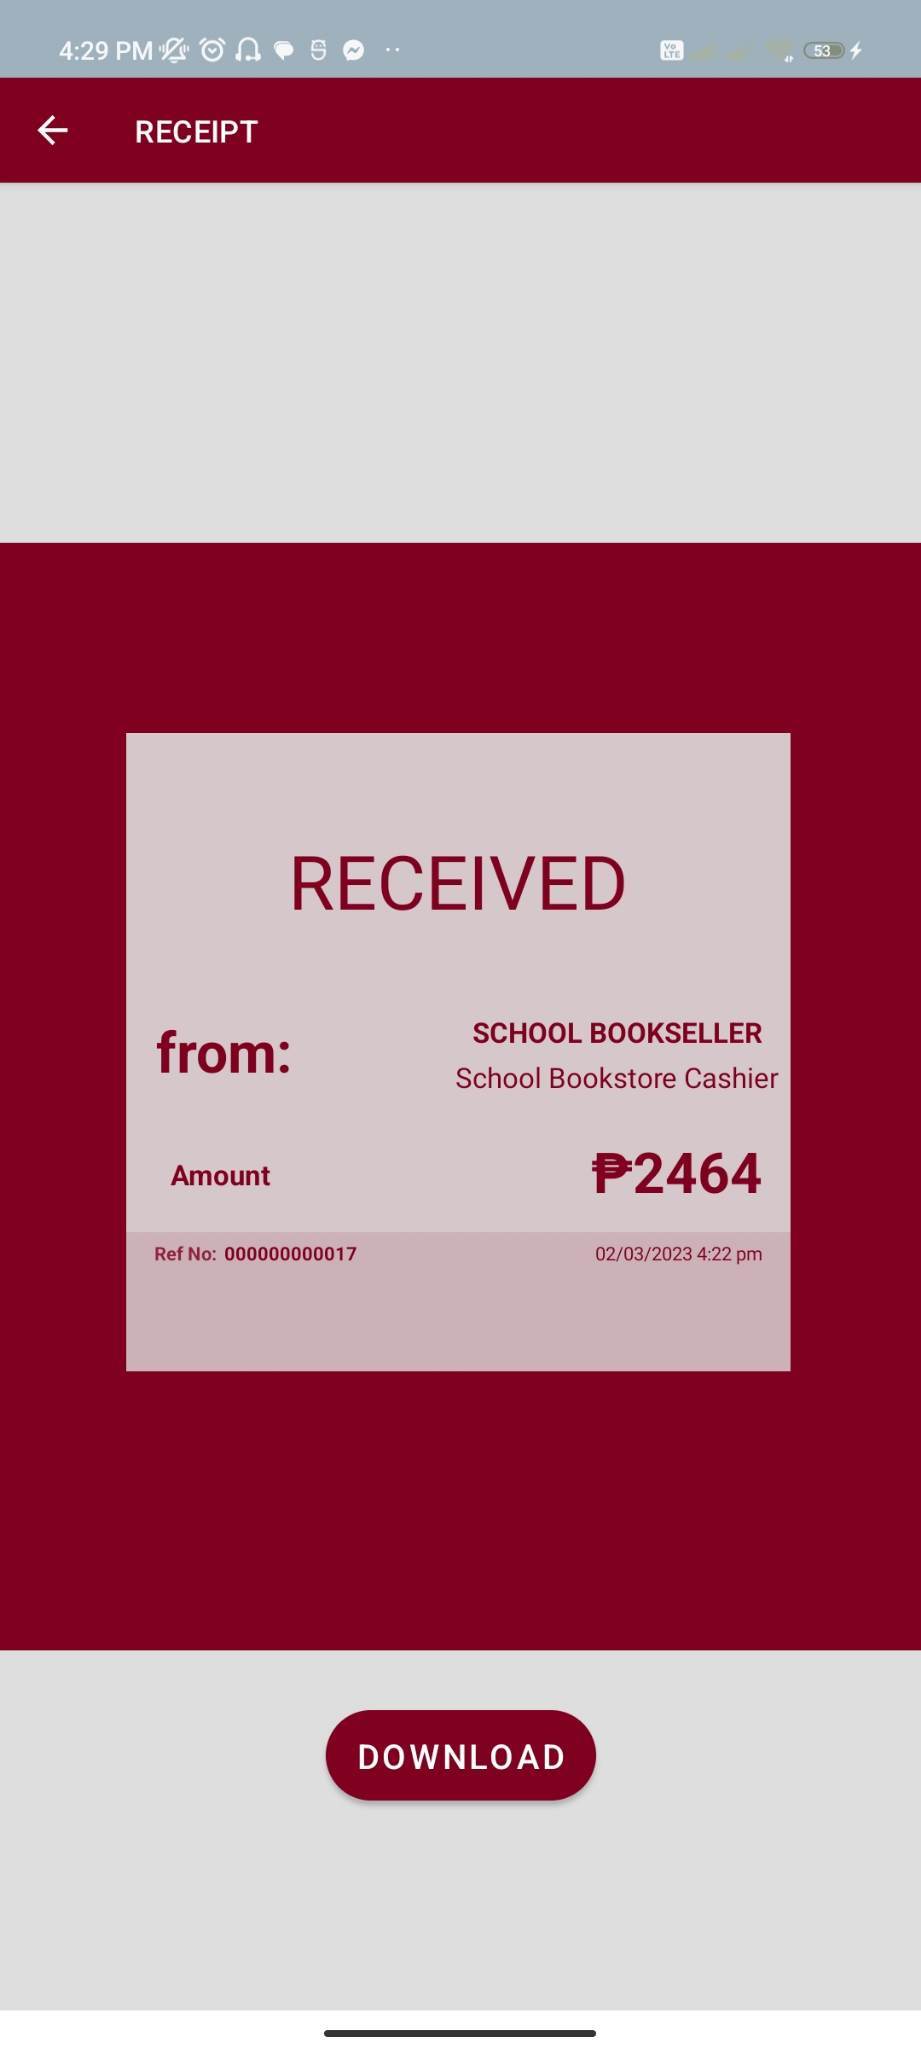 4:29 PM
Vo LTE
53
RECEIPT
RECEIVED
from:
SCHOOL BOOKSELLER
School Bookstore Cashier
Amount
₱2464
Ref No: 000000000017
02/03/2023 4:22 pm
DOWNLOAD